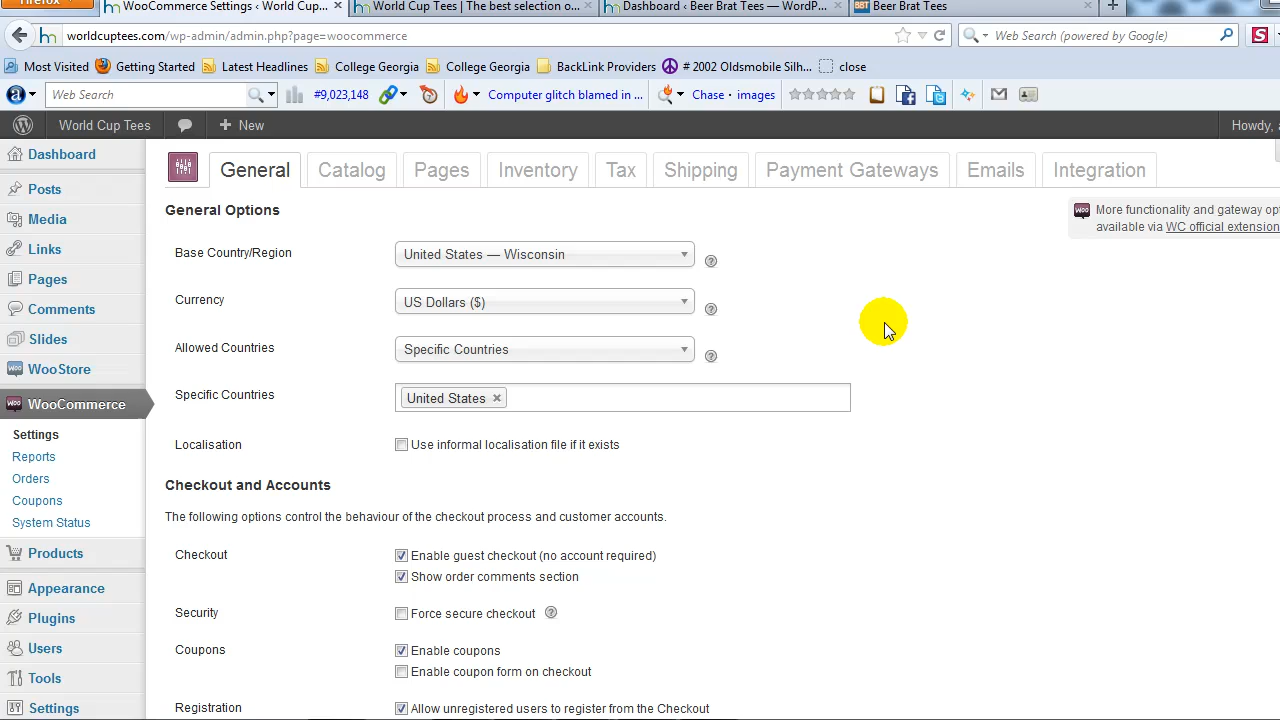 Firefox
WooCommerce Settings ‹ World Cup... × World Cup Tees | The best selection o... × Dashboard ‹ Beer Brat Tees — WordP... × Beer Brat Tees × +
worldcuptees.com/wp-admin/admin.php?page=woocommerce Web Search (powered by Google)
Most Visited Getting Started Latest Headlines College Georgia College Georgia BackLink Providers # 2002 Oldsmobile Silh... close
Web Search #9,023,148 Computer glitch blamed in ... Chase · images
World Cup Tees + New Howdy,
Dashboard
Posts
Media
Links
Pages
Comments
Slides
WooStore
WooCommerce
Settings
Reports
Orders
Coupons
System Status
Products
Appearance
Plugins
Users
Tools
Settings
General Catalog Pages Inventory Tax Shipping Payment Gateways Emails Integration
More functionality and gateway
available via WC official extension
General Options
Base Country/Region United States — Wisconsin
Currency US Dollars ($)
Allowed Countries Specific Countries
Specific Countries United States ×
Localisation Use informal localisation file if it exists
Checkout and Accounts
The following options control the behaviour of the checkout process and customer accounts.
Checkout Enable guest checkout (no account required)
Show order comments section
Security Force secure checkout
Coupons Enable coupons
Enable coupon form on checkout
Registration Allow unregistered users to register from the Checkout